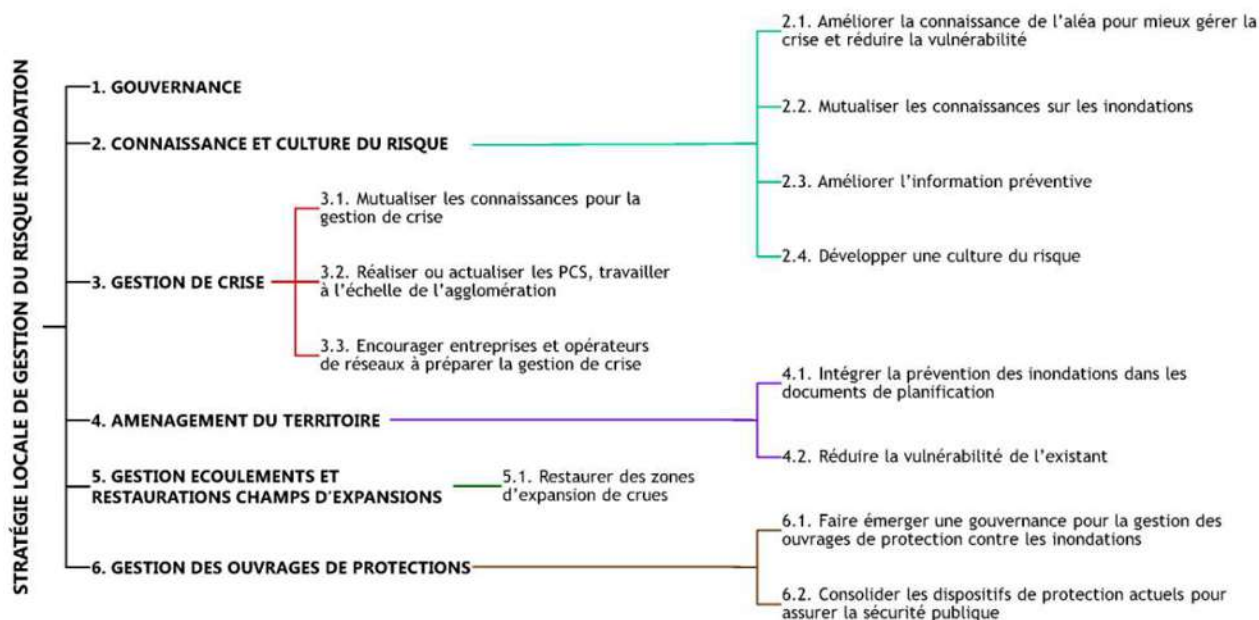 STRATÉGIE LOCALE DE GESTION DU RISQUE INONDATION
1. GOUVERNANCE
2. CONNAISSANCE ET CULTURE DU RISQUE
2.1. Améliorer la connaissance de l'aléa pour mieux gérer la
crise et réduire la vulnérabilité
2.2. Mutualiser les connaissances sur les inondations
2.3. Améliorer l'information préventive
2.4. Développer une culture du risque
3. GESTION DE CRISE
3.1. Mutualiser les connaissances pour la
gestion de crise
3.2. Réaliser ou actualiser les PCS, travailler
à l'échelle de l'agglomération
3.3. Encourager entreprises et opérateurs
de réseaux à préparer la gestion de crise
4. AMENAGEMENT DU TERRITOIRE
4.1. Intégrer la prévention des inondations dans les
documents de planification
4.2. Réduire la vulnérabilité de l'existant
5. GESTION ECOULEMENTS ET
RESTAURATIONS CHAMPS D'EXPANSIONS
5.1. Restaurer des zones
d'expansion de crues
6. GESTION DES OUVRAGES DE PROTECTIONS
6.1. Faire émerger une gouvernance pour la gestion des
ouvrages de protection contre les inondations
6.2. Consolider les dispositifs de protection actuels pour
assurer la sécurité publique